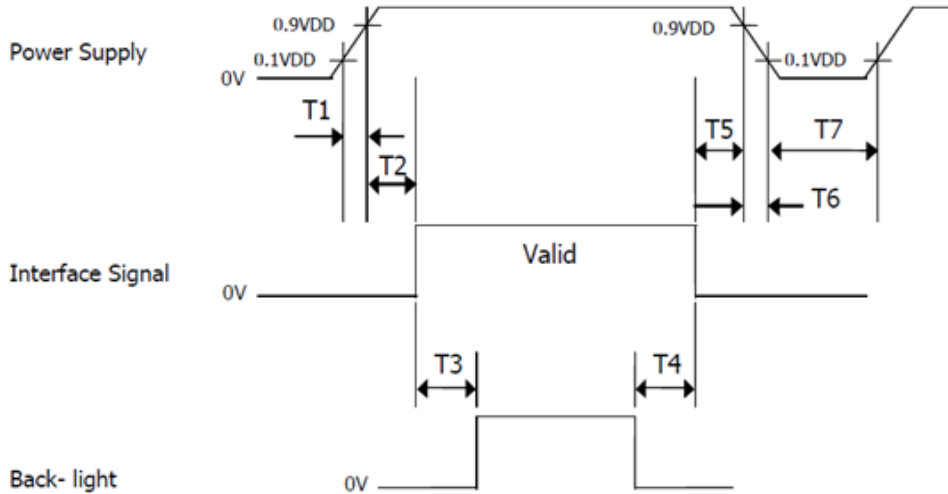 0.9VDD
0.9VDD
Power Supply
0.1VDD
0.1VDD
0V
T1
T5
T7
T2
T6
Valid
Interface Signal
0V
T3
T4
Back- light
0V